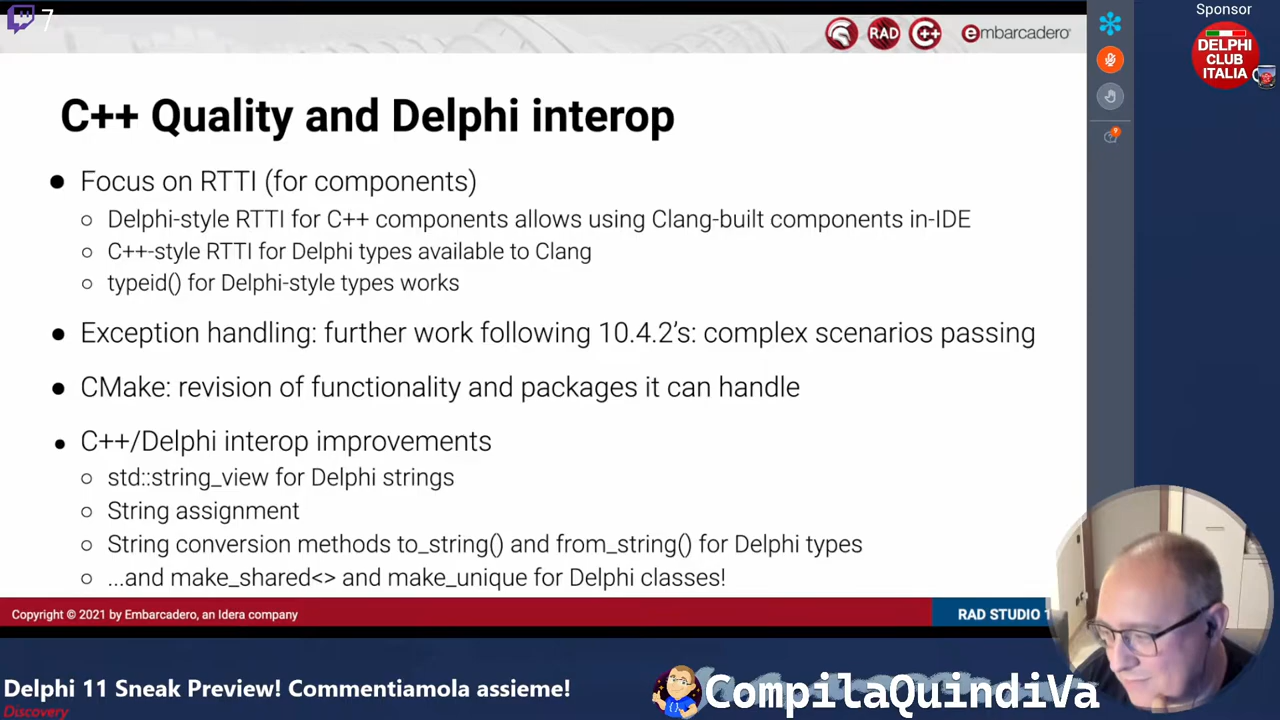 7
RAD
C++
embarcadero
Sponsor
DELPHI
CLUB
ITALIA
C++ Quality and Delphi interop
● Focus on RTTI (for components)
○ Delphi-style RTTI for C++ components allows using Clang-built components in-IDE
○ C++-style RTTI for Delphi types available to Clang
○ typeid() for Delphi-style types works
● Exception handling: further work following 10.4.2’s: complex scenarios passing
● CMake: revision of functionality and packages it can handle
● C++/Delphi interop improvements
○ std::string_view for Delphi strings
○ String assignment
○ String conversion methods to_string() and from_string() for Delphi types
○ ...and make_shared<> and make_unique for Delphi classes!
Copyright © 2021 by Embarcadero, an Idera company
RAD STUDIO 1
Delphi 11 Sneak Preview! Commentiamola assieme!
Discovery
CompilaQuindiVa